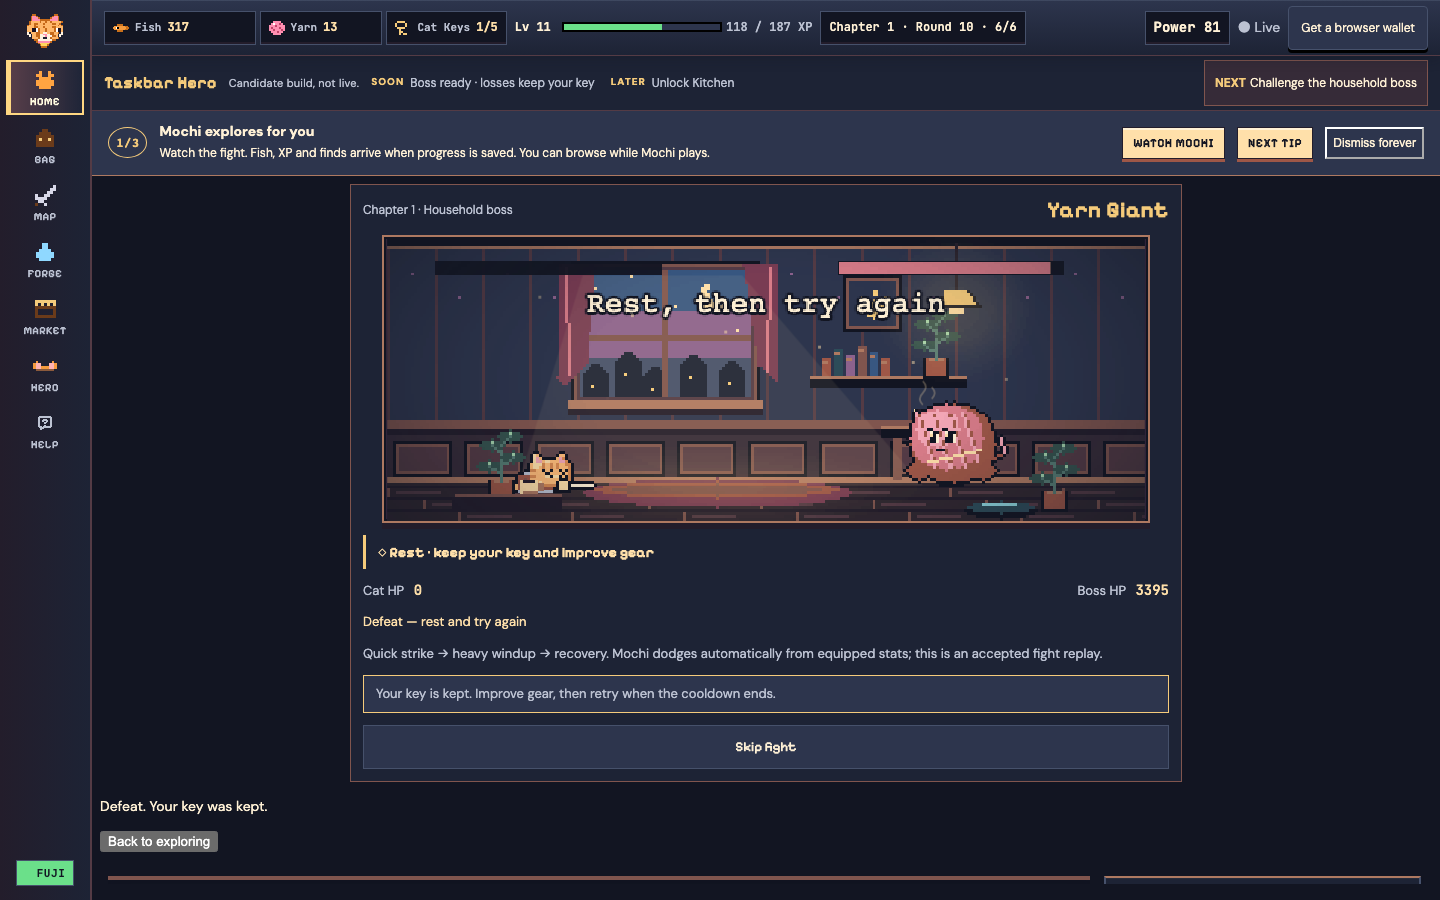 Fish 317
Yarn 13
Cat Keys 1/5
Lv 11
118 / 187 XP
Chapter 1 · Round 10 · 6/6
Power 81
Live
Get a browser wallet
HOME
BAG
MAP
FORGE
MARKET
HERO
HELP
FUJI
Taskbar Hero
Candidate build, not live.
SOON Boss ready · losses keep your key
LATER Unlock Kitchen
NEXT Challenge the household boss
1/3
Mochi explores for you
Watch the fight. Fish, XP and finds arrive when progress is saved. You can browse while Mochi plays.
WATCH MOCHI
NEXT TIP
Dismiss forever
Chapter 1 · Household boss
Yarn Giant
Rest, then try again
◇ Rest · keep your key and improve gear
Cat HP 0
Boss HP 3395
Defeat — rest and try again
Quick strike → heavy windup → recovery. Mochi dodges automatically from equipped stats; this is an accepted fight replay.
Your key is kept. Improve gear, then retry when the cooldown ends.
Skip fight
Defeat. Your key was kept.
Back to exploring